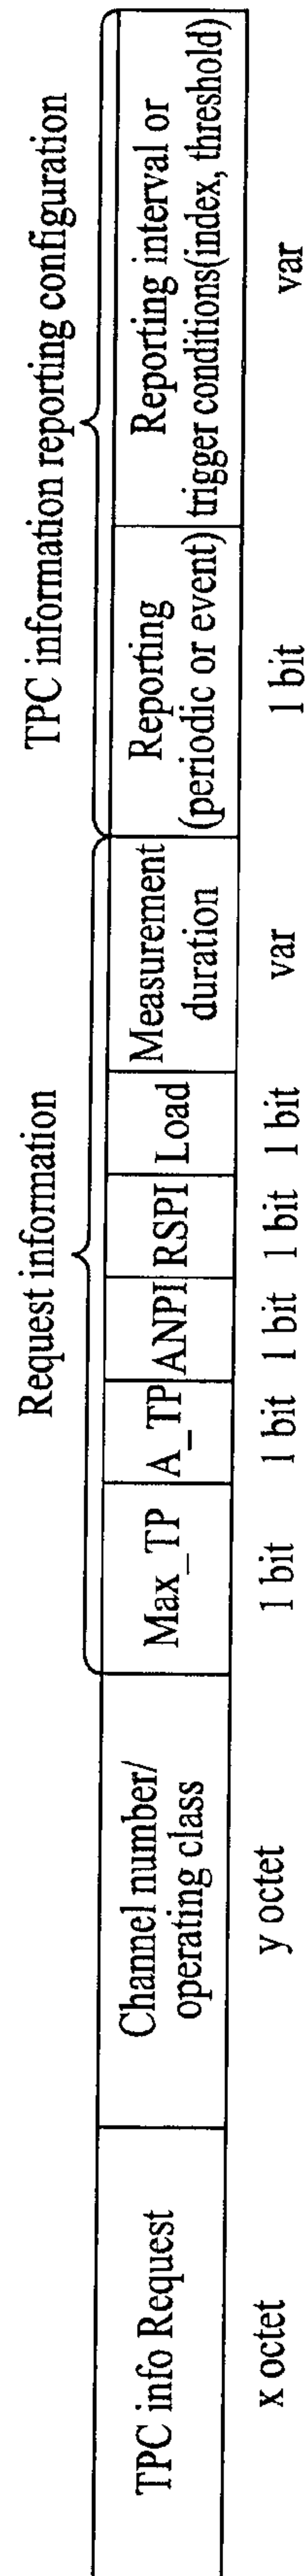 Request information
TPC information reporting configuration
TPC info Request
Channel number/
operating class
Max_TP
A_TP
ANPI
RSPI
Load
Measurement
duration
Reporting
(periodic or event)
Reporting interval or
trigger conditions(index, threshold)
x octet
y octet
1 bit
1 bit
1 bit
1 bit
1 bit
var
1 bit
var